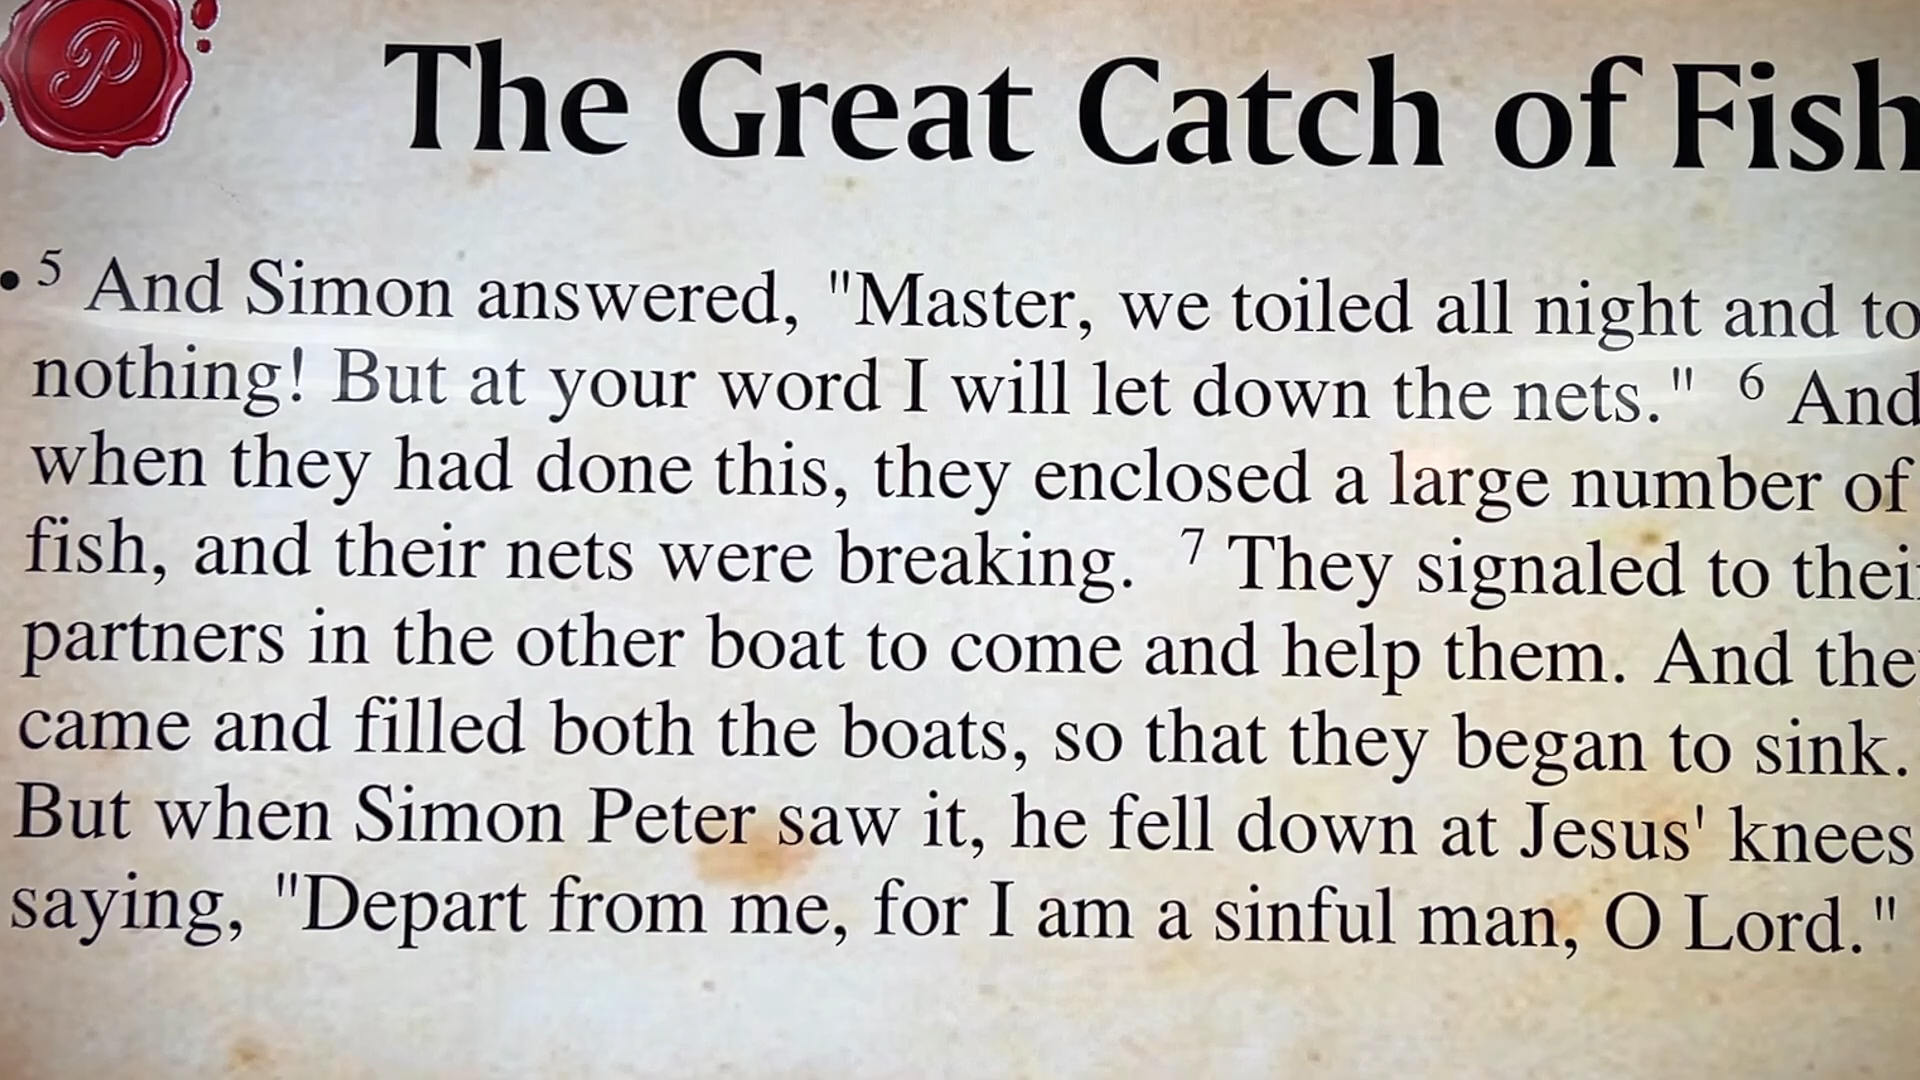 P
The Great Catch of Fish
• ⁵ And Simon answered, "Master, we toiled all night and to
nothing! But at your word I will let down the nets." ⁶ And
when they had done this, they enclosed a large number of
fish, and their nets were breaking. ⁷ They signaled to thei
partners in the other boat to come and help them. And the
came and filled both the boats, so that they began to sink.
But when Simon Peter saw it, he fell down at Jesus' knees
saying, "Depart from me, for I am a sinful man, O Lord."